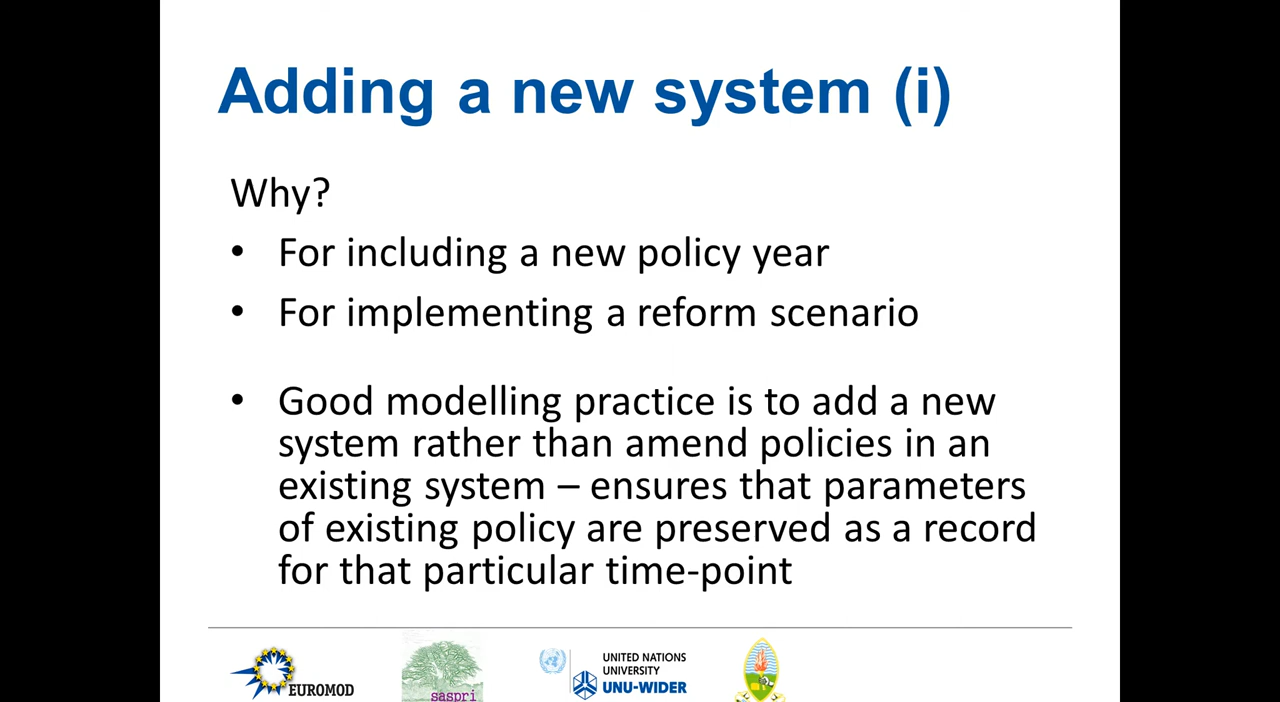 Adding a new system (i)
Why?
• For including a new policy year
• For implementing a reform scenario
• Good modelling practice is to add a new
system rather than amend policies in an
existing system – ensures that parameters
of existing policy are preserved as a record
for that particular time-point
EUROMOD
saspri
UNITED NATIONS
UNIVERSITY
UNU-WIDER